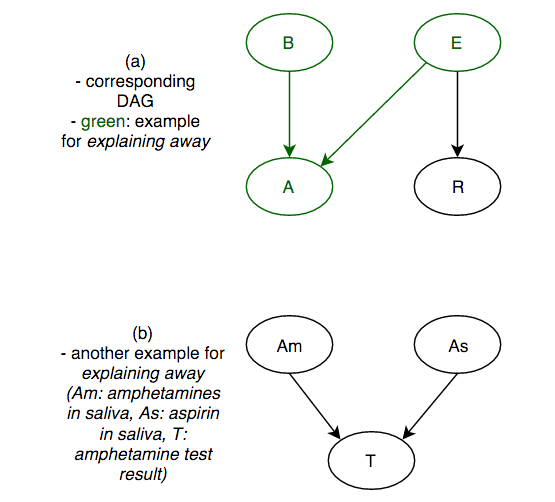 (a)
- corresponding
DAG
- green: example
for explaining away
B
E
A
R
(b)
- another example for
explaining away
(Am: amphetamines
in saliva, As: aspirin
in saliva, T:
amphetamine test
result)
Am
As
T